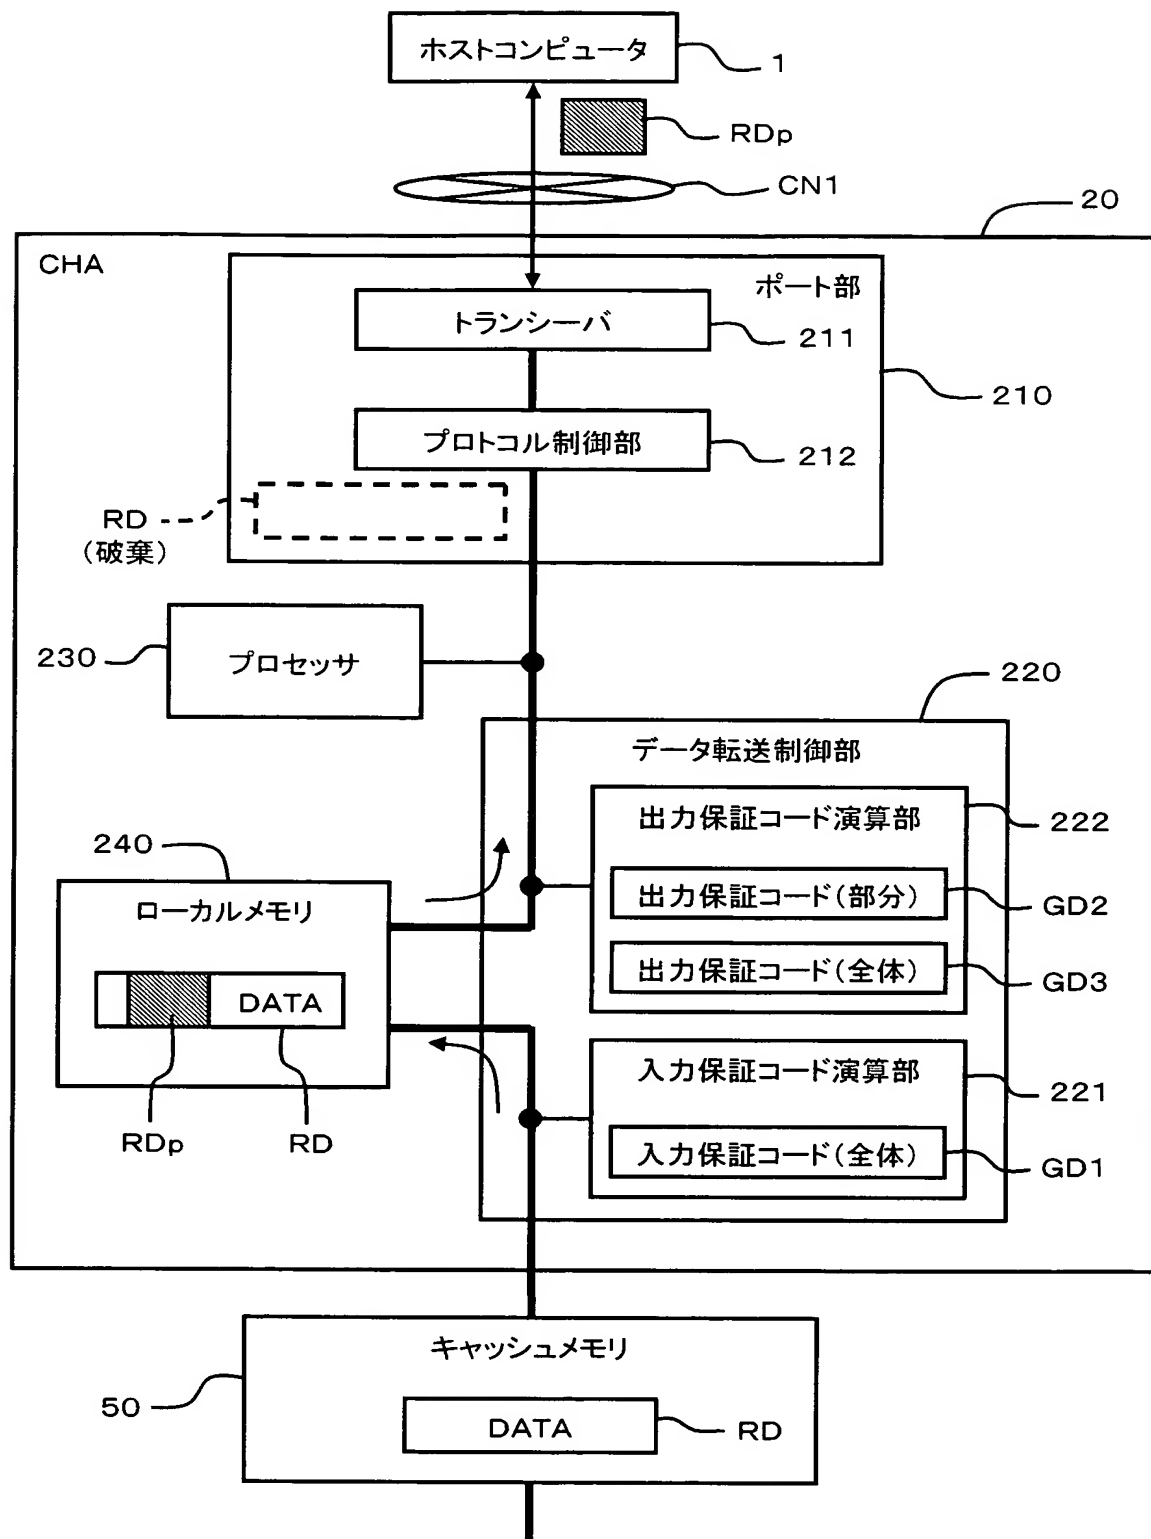 ホストコンピュータ
1
RDp
CN1
20
CHA
ポート部
トランシーバ
211
210
プロトコル制御部
212
RD
（破棄）
230
プロセッサ
220
データ転送制御部
出力保証コード演算部
222
240
ローカルメモリ
出力保証コード（部分）
GD2
出力保証コード（全体）
GD3
DATA
入力保証コード演算部
221
RDp
RD
入力保証コード（全体）
GD1
キャッシュメモリ
50
DATA
RD